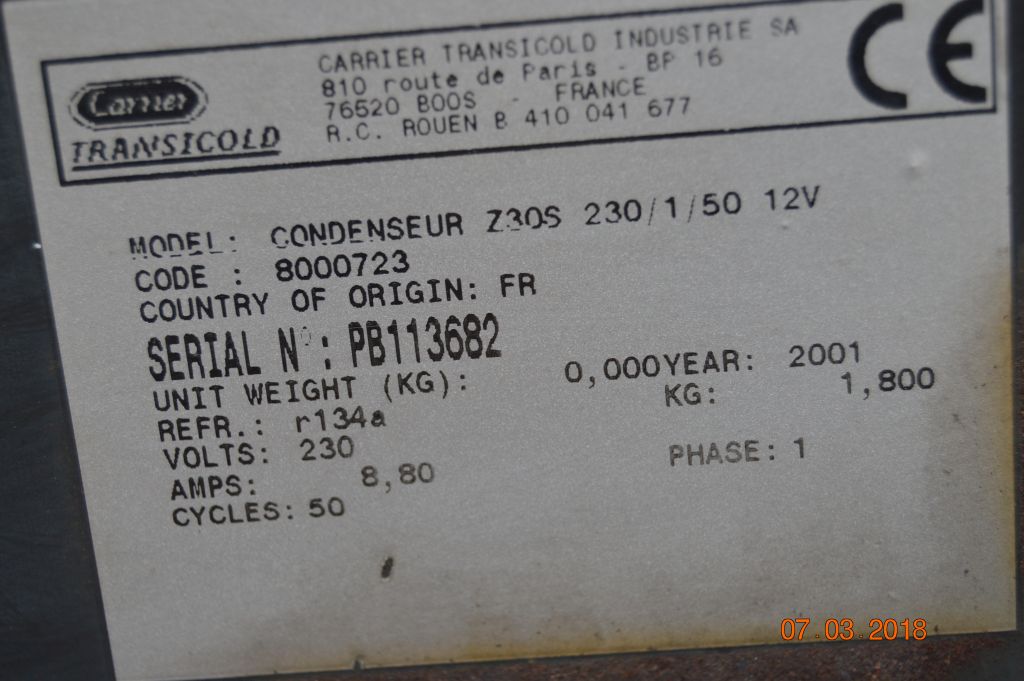 Carrier
TRANSICOLD
CARRIER TRANSICOLD INDUSTRIE SA
810 route de Paris - BP 16
76520 BOOS - FRANCE
R.C. ROUEN B 410 041 677
CE
MODEL: CONDENSEUR Z30S 230/1/50 12V
CODE : 8000723
COUNTRY OF ORIGIN: FR
SERIAL N°: PB113682
UNIT WEIGHT (KG): 0,000 YEAR: 2001
REFR.: r134a KG: 1,800
VOLTS: 230
AMPS: 8,80 PHASE: 1
CYCLES: 50
07.03.2018